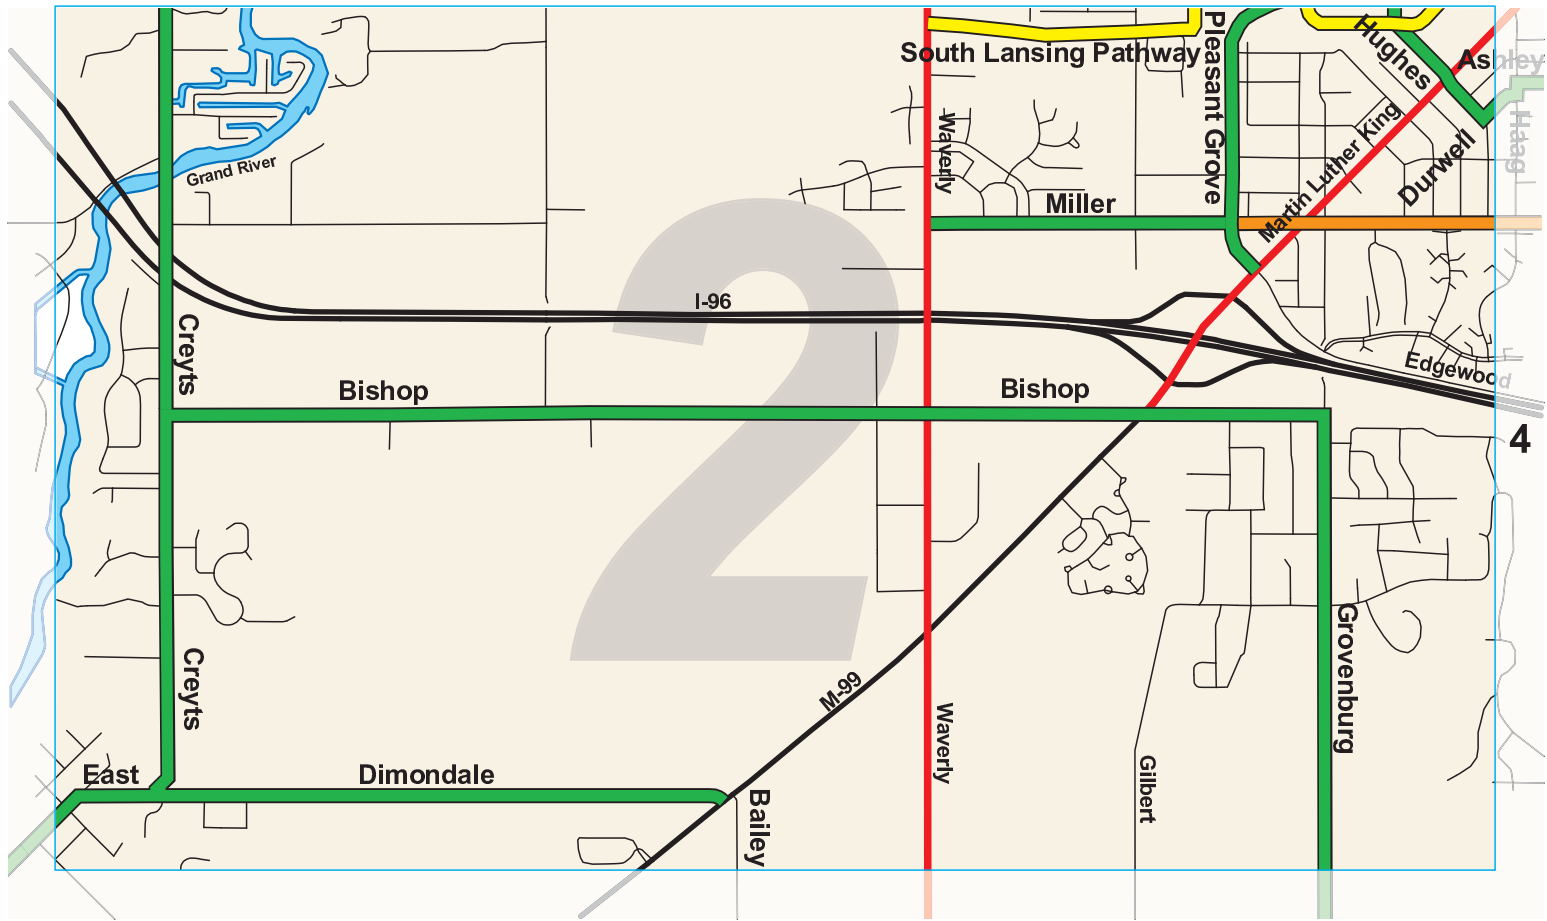 South Lansing Pathway
Pleasant Grove
Hughes
Ashley
Haag
Waverly
Grand River
Miller
Martin Luther King
Durwell
2
I-96
Creyts
Bishop
Bishop
Edgewood
4
Creyts
M-99
Waverly
Grovenburg
East
Dimondale
Bailey
Gilbert